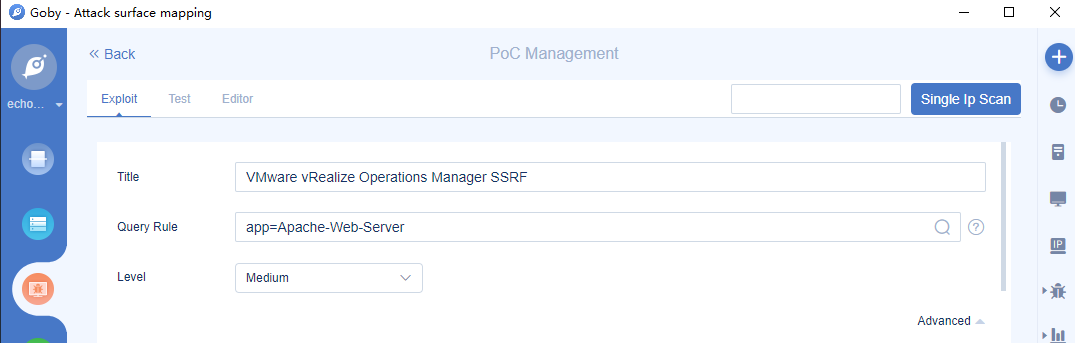 Goby - Attack surface mapping
« Back
PoC Management
echo...
Exploit Test Editor
Single Ip Scan
Title
VMware vRealize Operations Manager SSRF
Query Rule
app=Apache-Web-Server
?
Level
Medium
IP
Advanced